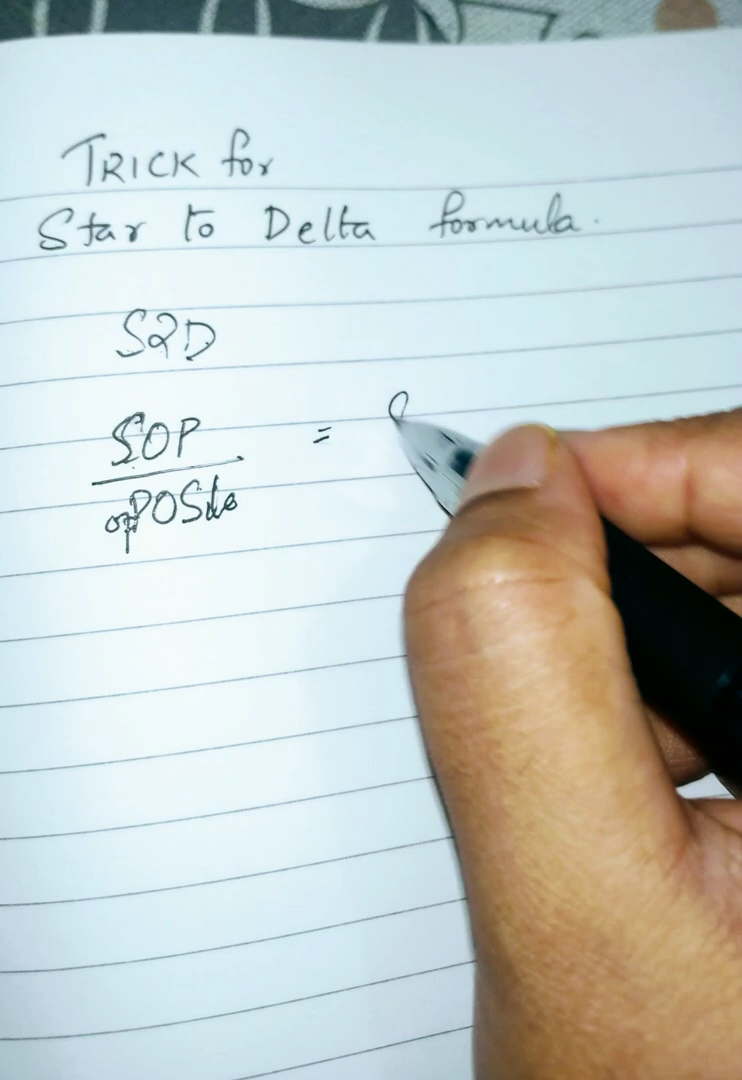 TRICK for
Star to Delta formula.
S2D
SOP =
opPOSite